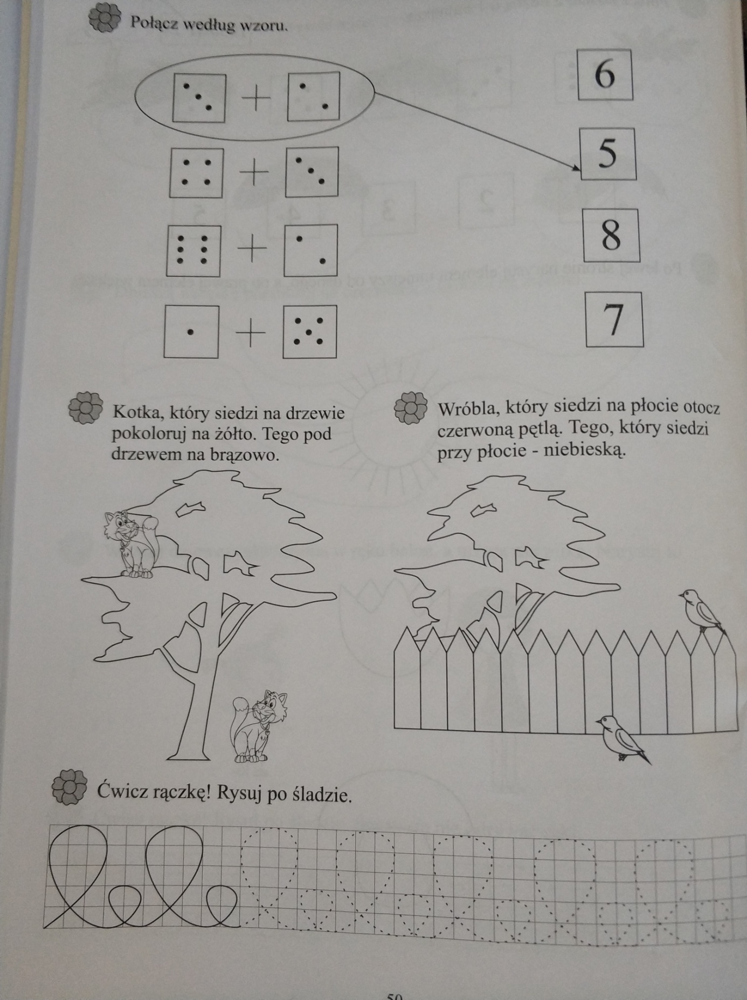 Połącz według wzoru.
+
6
5
+
8
+
7
+
Kotka, który siedzi na drzewie
pokoloruj na żółto. Tego pod
drzewem na brązowo.
Wróbla, który siedzi na płocie otocz
czerwoną pętlą. Tego, który siedzi
przy płocie - niebieską.
Ćwicz rączkę! Rysuj po śladzie.
50